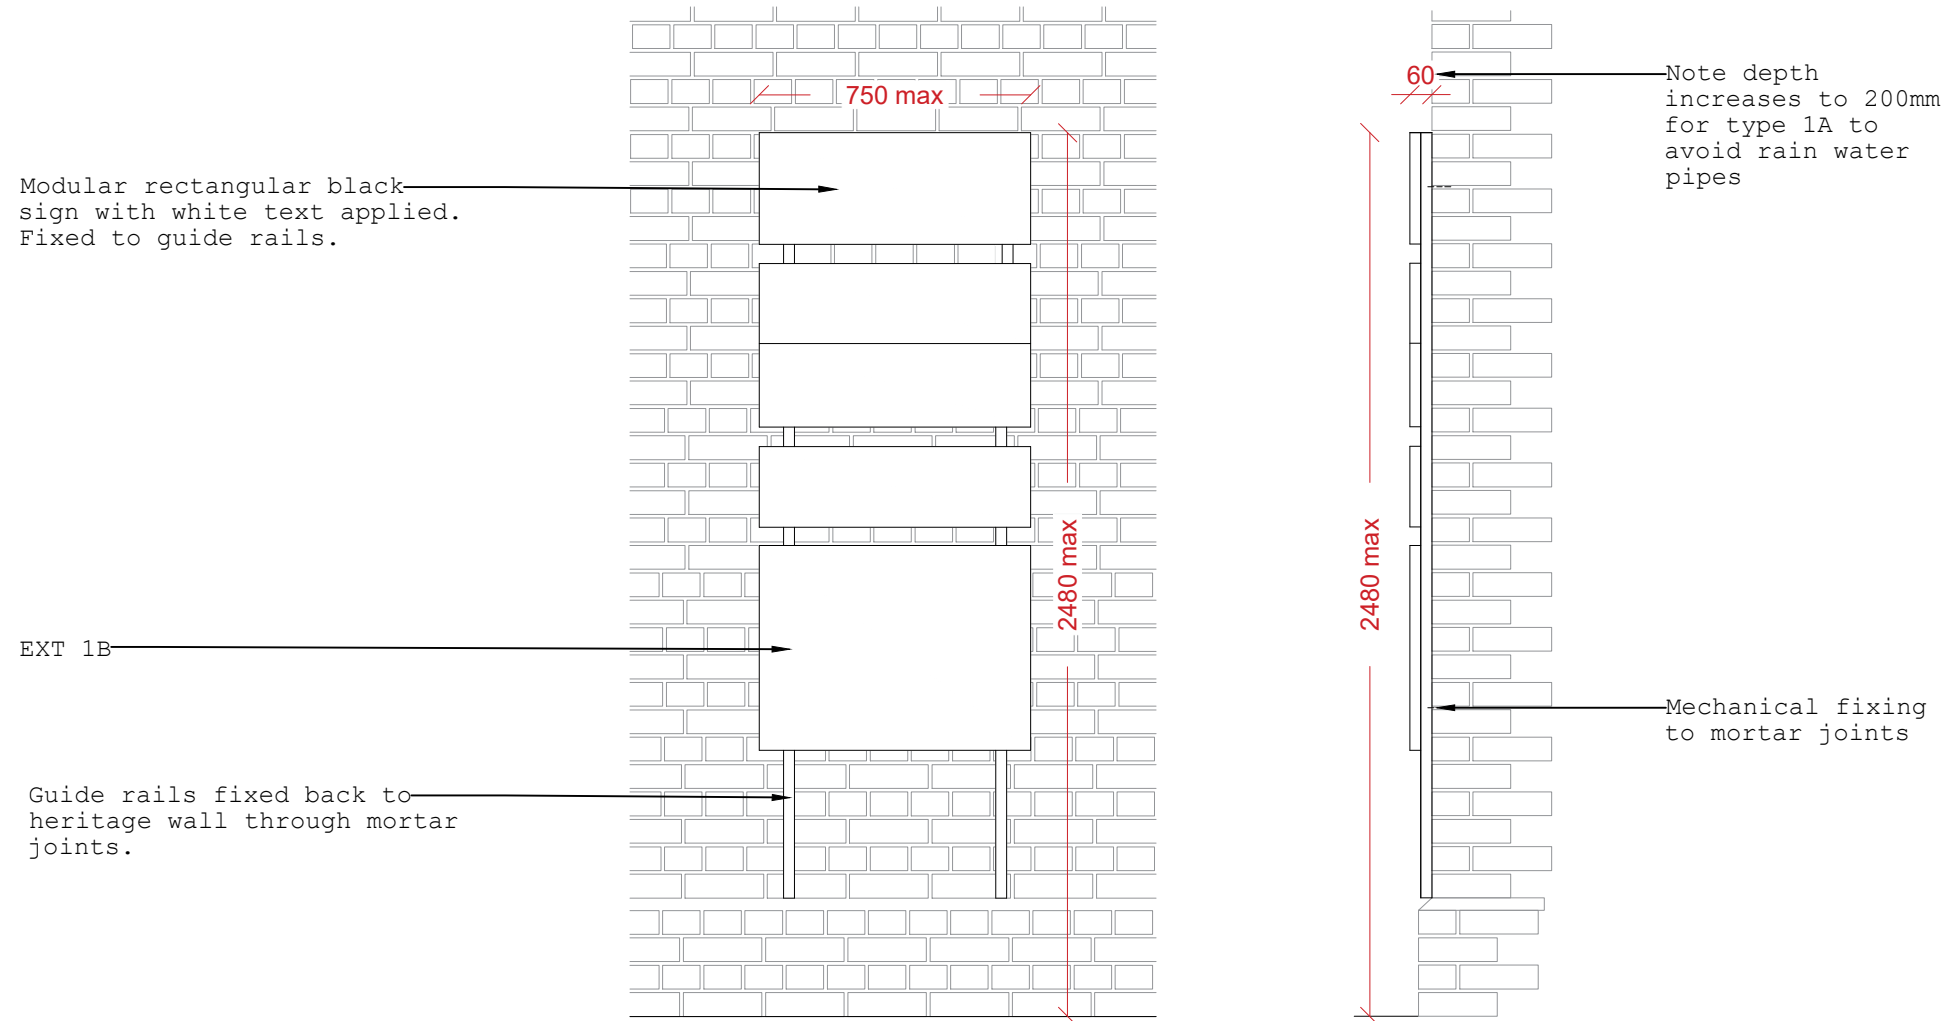 60
Note depth
increases to 200mm
for type 1A to
avoid rain water
pipes
750 max
Modular rectangular black
sign with white text applied.
Fixed to guide rails.
2480 max
2480 max
EXT 1B
Mechanical fixing
to mortar joints
Guide rails fixed back to
heritage wall through mortar
joints.